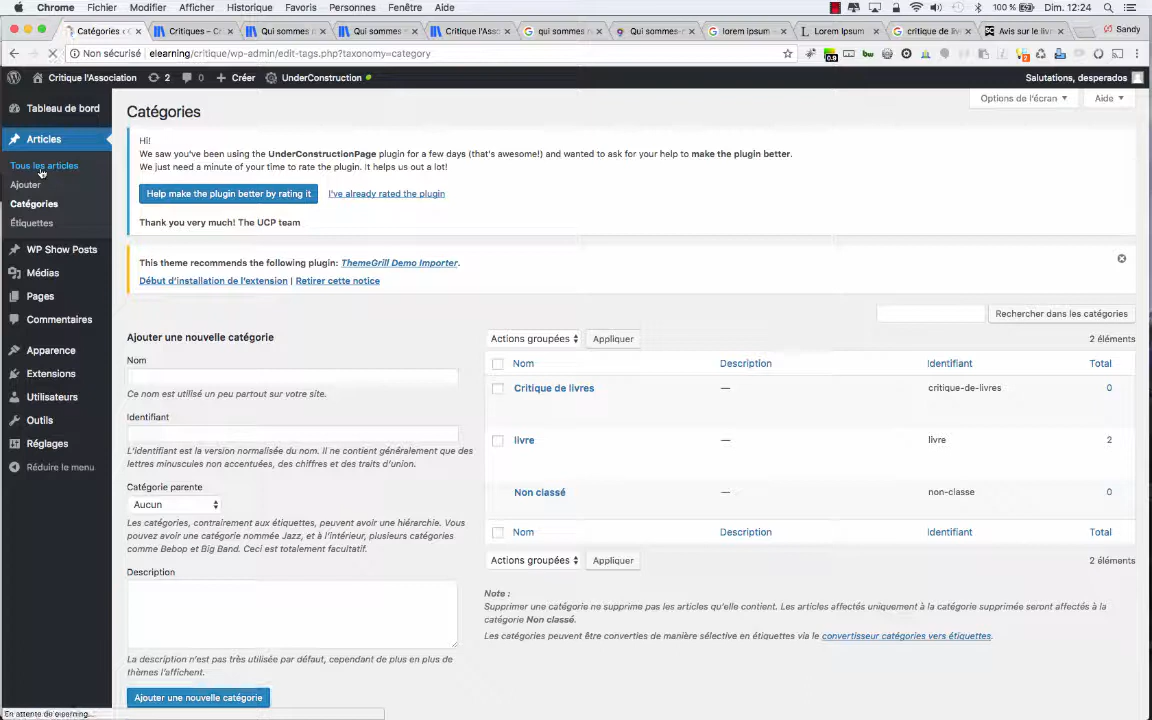 Chrome Fichier Modifier Afficher Historique Favoris Personnes Fenêtre Aide 100 % Dim. 12:24
Catégories Critiques – Cri Qui sommes n Qui sommes n Critique l'Asso qui sommes no Qui sommes-n lorem ipsum Lorem Ipsum critique de livr Avis sur le livre Sandy
Non sécurisé elearning/critique/wp-admin/edit-tags.php?taxonomy=category
Critique l'Association 2 0 Créer UnderConstruction Salutations, desperados
Options de l'écran Aide
Catégories
Tableau de bord
Articles
Tous les articles
Ajouter
Catégories
Étiquettes
WP Show Posts
Médias
Pages
Commentaires
Apparence
Extensions
Utilisateurs
Outils
Réglages
Réduire le menu
Hi!
We saw you've been using the UnderConstructionPage plugin for a few days (that's awesome!) and wanted to ask for your help to make the plugin better.
We just need a minute of your time to rate the plugin. It helps us out a lot!
Help make the plugin better by rating it I've already rated the plugin
Thank you very much! The UCP team
This theme recommends the following plugin: ThemeGrill Demo Importer.
Début d'installation de l'extension | Retirer cette notice
Rechercher dans les catégories
Ajouter une nouvelle catégorie
Nom
Ce nom est utilisé un peu partout sur votre site.
Identifiant
L'identifiant est la version normalisée du nom. Il ne contient généralement que des
lettres minuscules non accentuées, des chiffres et des traits d'union.
Catégorie parente
Aucun
Les catégories, contrairement aux étiquettes, peuvent avoir une hiérarchie. Vous
pouvez avoir une catégorie nommée Jazz, et à l'intérieur, plusieurs catégories
comme Bebop et Big Band. Ceci est totalement facultatif.
Description
La description n'est pas très utilisée par défaut, cependant de plus en plus de
thèmes l'affichent.
Ajouter une nouvelle catégorie
Actions groupées Appliquer 2 éléments
Nom Description Identifiant Total
Critique de livres — critique-de-livres 0
livre — livre 2
Non classé — non-classe 0
Nom Description Identifiant Total
Actions groupées Appliquer 2 éléments
Note :
Supprimer une catégorie ne supprime pas les articles qu'elle contient. Les articles affectés uniquement à la catégorie supprimée seront affectés à la
catégorie Non classé.
Les catégories peuvent être converties de manière sélective en étiquettes via le convertisseur catégories vers étiquettes.
En attente de elearning...